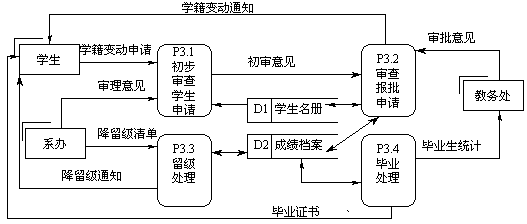 学籍变动通知
学生
学籍变动申请
P3.1
初步
审查
学生
申请
初审意见
P3.2
审查
报批
申请
审批意见
教务处
审理意见
D1 学生名册
系办
降留级清单
P3.3
留级
处理
D2 成绩档案
P3.4
毕业
处理
毕业生统计
降留级通知
毕业证书